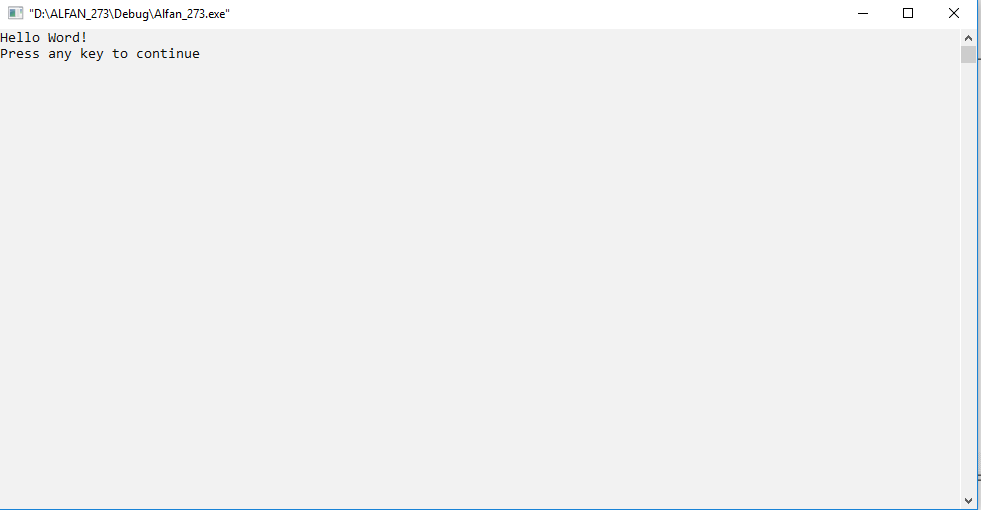 "D:\ALFAN_273\Debug\Alfan_273.exe"
Hello Word!
Press any key to continue